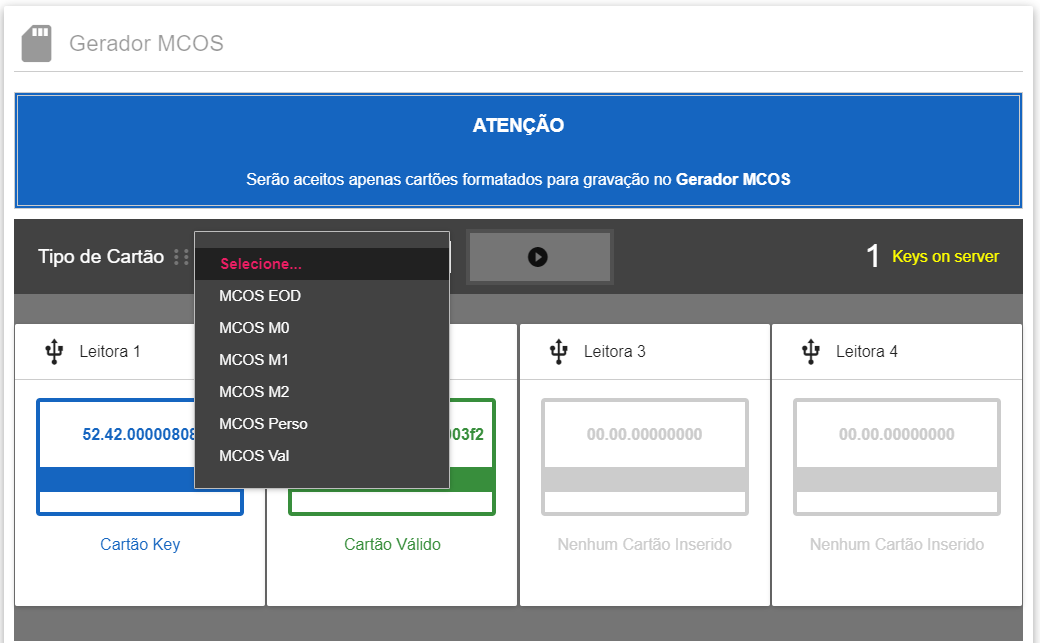 Gerador MCOS
ATENÇÃO
Serão aceitos apenas cartões formatados para gravação no Gerador MCOS
Tipo de Cartão
1 Keys on server
Selecione...
MCOS EOD
MCOS M0
MCOS M1
MCOS M2
MCOS Perso
MCOS Val
Leitora 1
52.42.00000808
Cartão Key
003f2
Cartão Válido
Leitora 3
00.00.00000000
Nenhum Cartão Inserido
Leitora 4
00.00.00000000
Nenhum Cartão Inserido